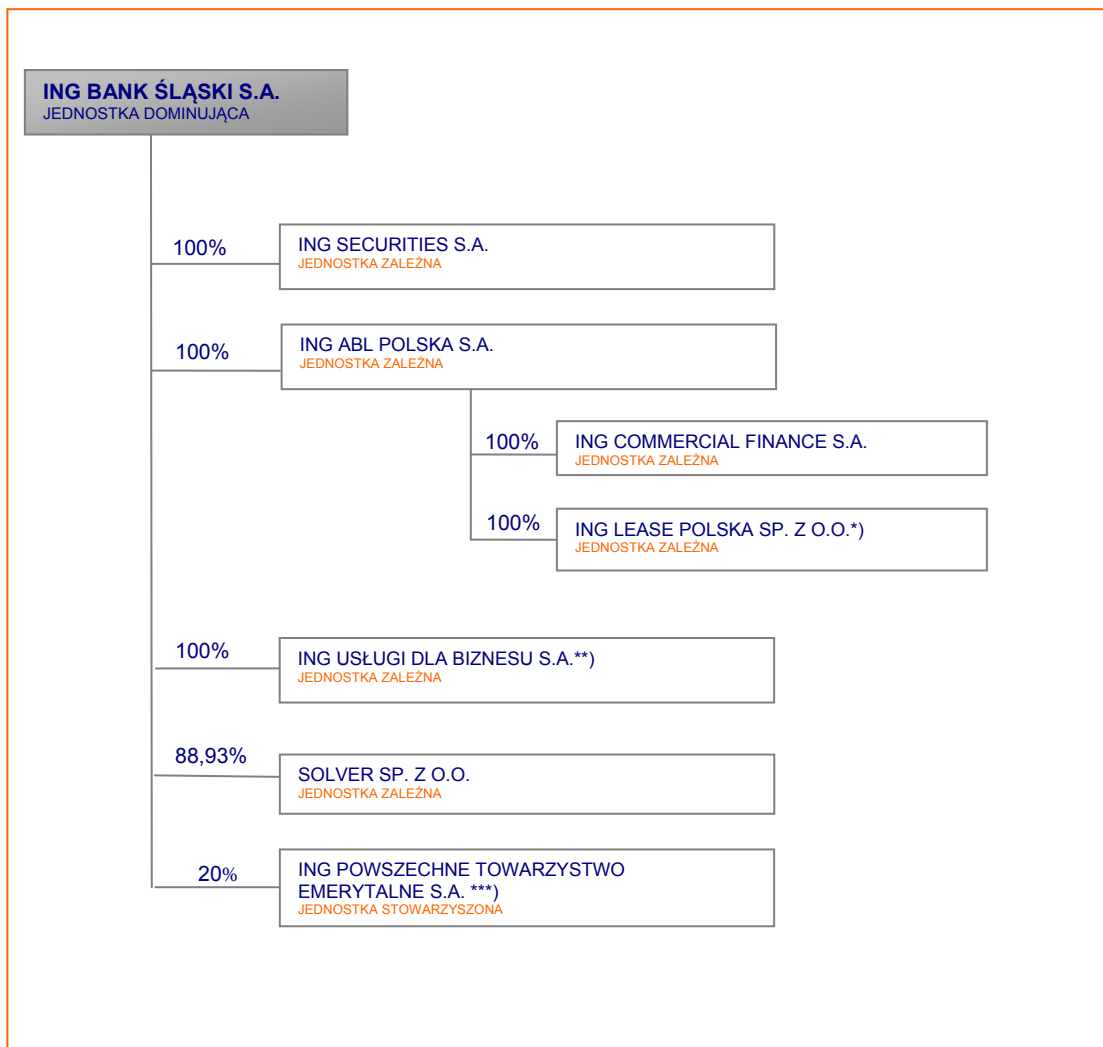 ING BANK ŚLĄSKI S.A.
JEDNOSTKA DOMINUJĄCA
100%
ING SECURITIES S.A.
JEDNOSTKA ZALEŻNA
100%
ING ABL POLSKA S.A.
JEDNOSTKA ZALEŻNA
100%
ING COMMERCIAL FINANCE S.A.
JEDNOSTKA ZALEŻNA
100%
ING LEASE POLSKA SP. Z O.O.*)
JEDNOSTKA ZALEŻNA
100%
ING USŁUGI DLA BIZNESU S.A.**)
JEDNOSTKA ZALEŻNA
88,93%
SOLVER SP. Z O.O.
JEDNOSTKA ZALEŻNA
20%
ING POWSZECHNE TOWARZYSTWO
EMERYTALNE S.A. ***)
JEDNOSTKA STOWARZYSZONA